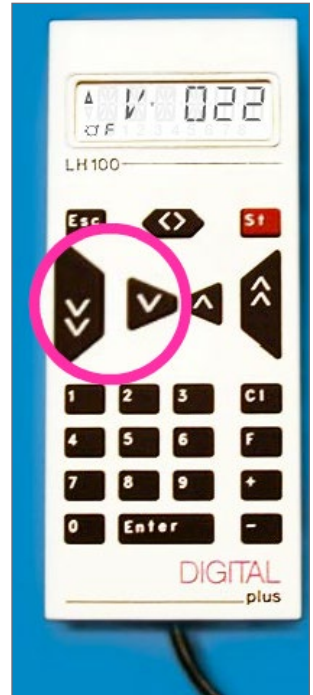 V. 022
F
LH100
Esc <> St
1 2 3 Cl
4 5 6 F
7 8 9 +
0 Enter -
DIGITAL
plus